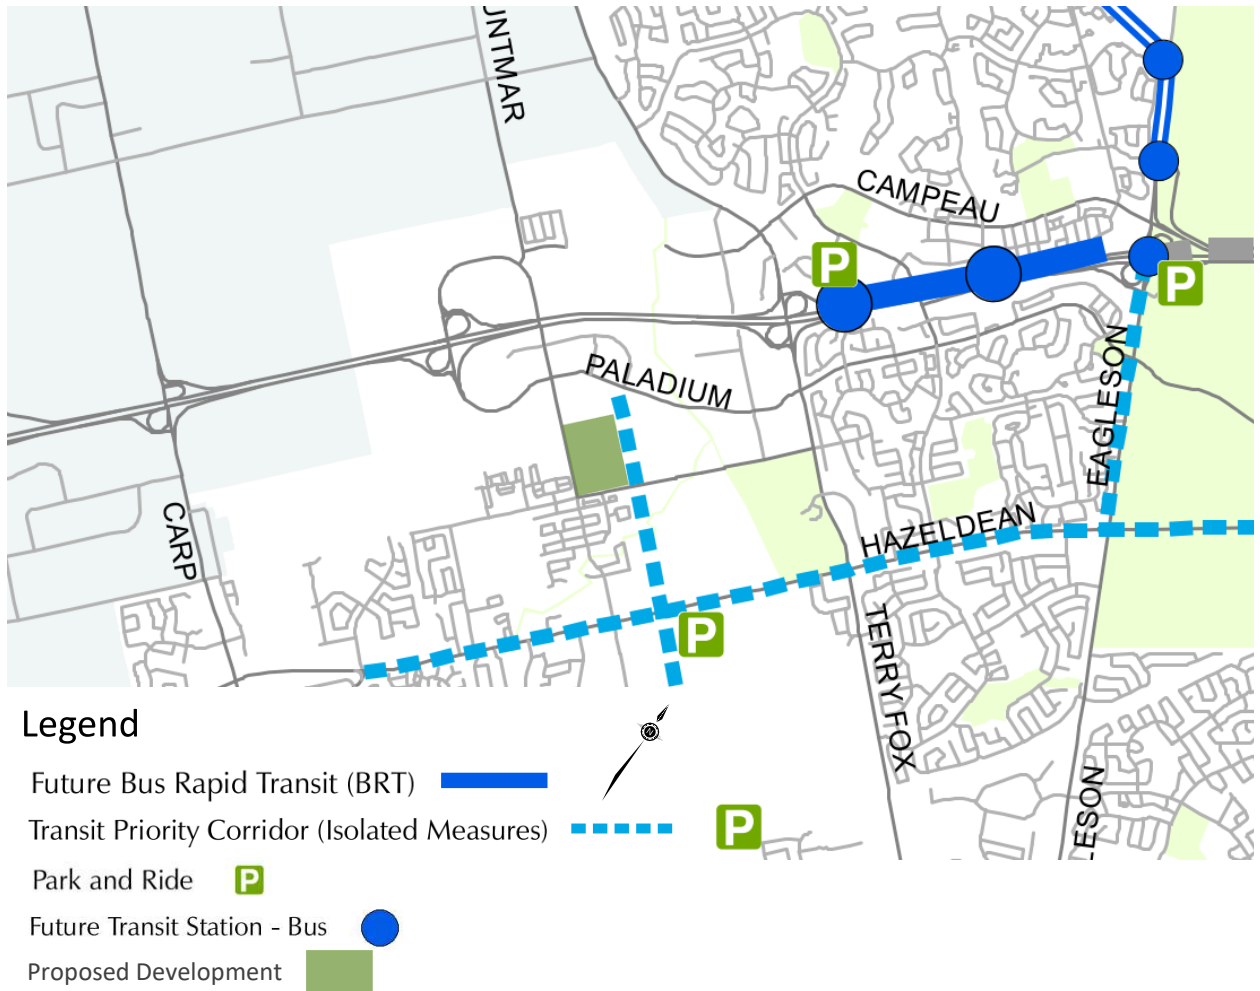 UNTMAR
CAMPEAU
P
P
PALADIUM
EAGLESON
CARP
HAZELDEAN
P
TERRY FOX
LESON
P
Legend
Future Bus Rapid Transit (BRT)
Transit Priority Corridor (Isolated Measures)
Park and Ride P
Future Transit Station - Bus
Proposed Development